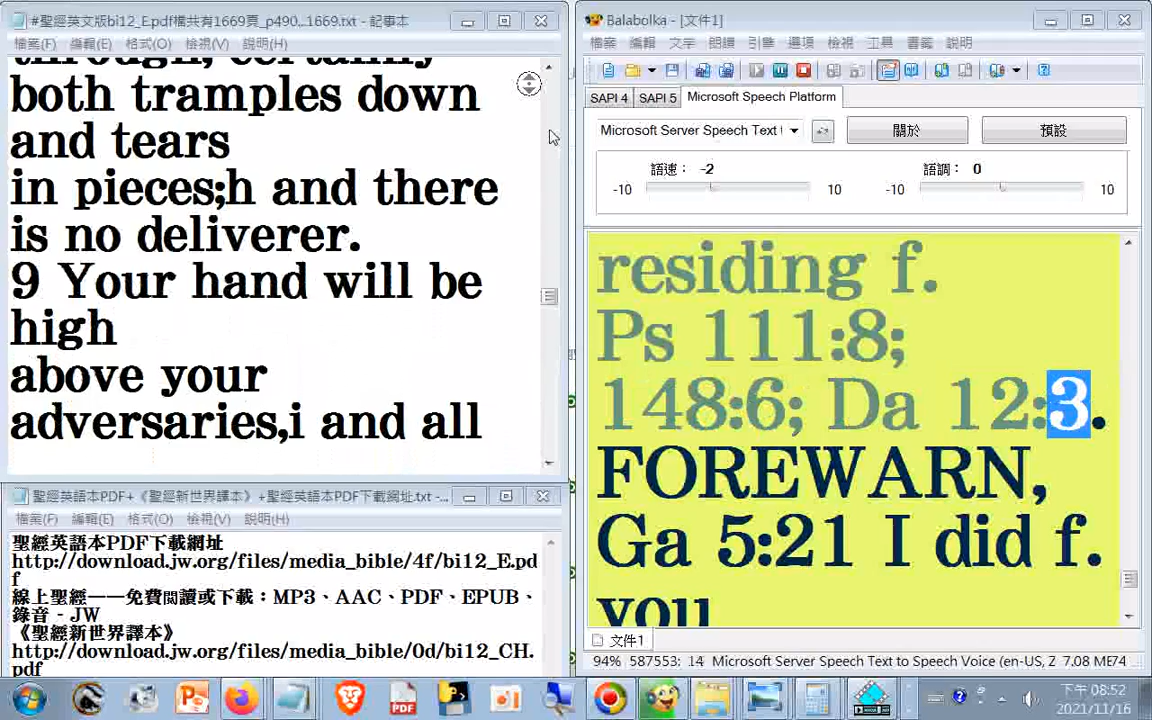 #聖經英文版bi12_E.pdf檔共有1669頁_p490,..1669.txt - 記事本
檔案(F) 編輯(E) 格式(O) 檢視(V) 說明(H)
through, certainly
both tramples down
and tears
in pieces;h and there
is no deliverer.
9 Your hand will be
high
above your
adversaries,i and all
聖經英語本PDF+《聖經新世界譯本》+聖經英語本PDF下載網址.txt - ...
檔案(F) 編輯(E) 格式(O) 檢視(V) 說明(H)
聖經英語本PDF下載網址
http://download.jw.org/files/media_bible/4f/bi12_E.pd
f
線上聖經——免費閱讀或下載：MP3、AAC、PDF、EPUB、
錄音 - JW
《聖經新世界譯本》
http://download.jw.org/files/media_bible/0d/bi12_CH.
pdf
Balabolka - [文件1]
檔案 編輯 文字 朗讀 引擎 選項 檢視 工具 書籤 說明
SAPI 4 SAPI 5 Microsoft Speech Platform
Microsoft Server Speech Text 關於 預設
語速： -2 語調： 0
-10 10 -10 10
residing f.
Ps 111:8;
148:6; Da 12:3.
FOREWARN,
Ga 5:21 I did f.
you
文件1
94% 587553: 14 Microsoft Server Speech Text to Speech Voice (en-US, Z 7.08 ME74
PDF
下午 08:52
2021/11/16